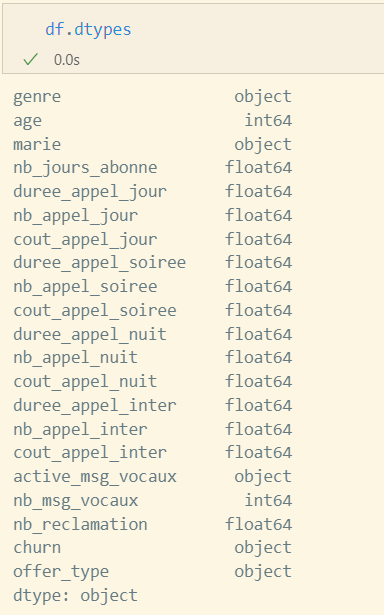 df.dtypes
✓ 0.0s
genre object
age int64
marie object
nb_jours_abonne float64
duree_appel_jour float64
nb_appel_jour float64
cout_appel_jour float64
duree_appel_soiree float64
nb_appel_soiree float64
cout_appel_soiree float64
duree_appel_nuit float64
nb_appel_nuit float64
cout_appel_nuit float64
duree_appel_inter float64
nb_appel_inter float64
cout_appel_inter float64
active_msg_vocaux object
nb_msg_vocaux int64
nb_reclamation float64
churn object
offer_type object
dtype: object